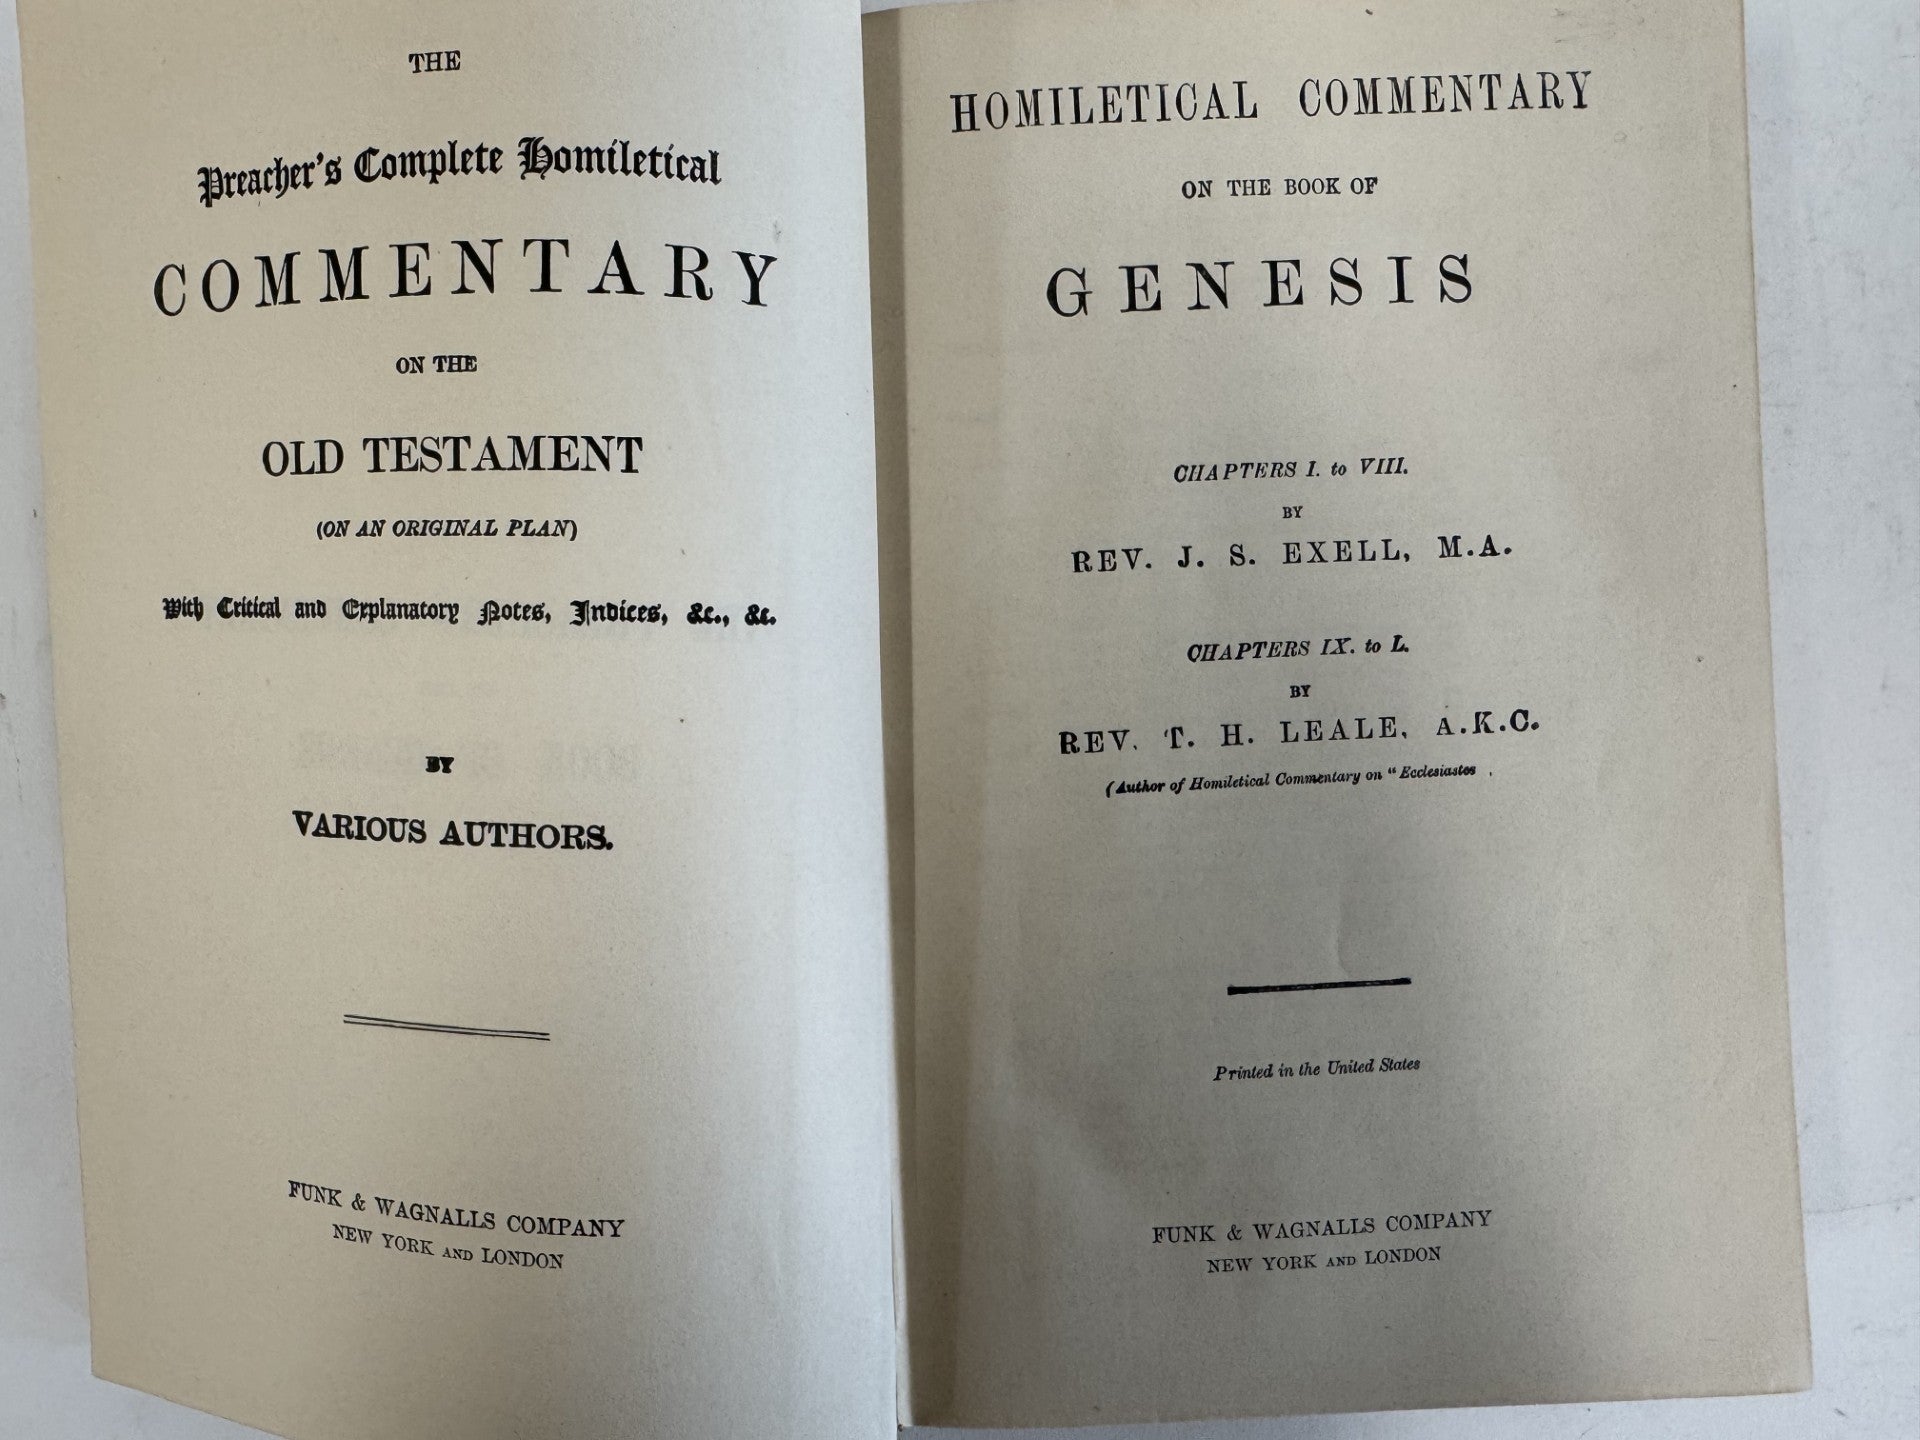 THE
Preacher's Complete Homiletical
COMMENTARY
ON THE
OLD TESTAMENT
(ON AN ORIGINAL PLAN)
With Critical and Explanatory Notes, Indices, &c., &c.
BY
VARIOUS AUTHORS.
FUNK & WAGNALLS COMPANY
NEW YORK AND LONDON
HOMILETICAL COMMENTARY
ON THE BOOK OF
GENESIS
CHAPTERS I. to VIII.
BY
REV. J. S. EXELL, M.A.
CHAPTERS IX. to L.
BY
REV. T. H. LEALE, A.K.C.
(Author of Homiletical Commentary on "Ecclesiastes
Printed in the United States
FUNK & WAGNALLS COMPANY
NEW YORK AND LONDON